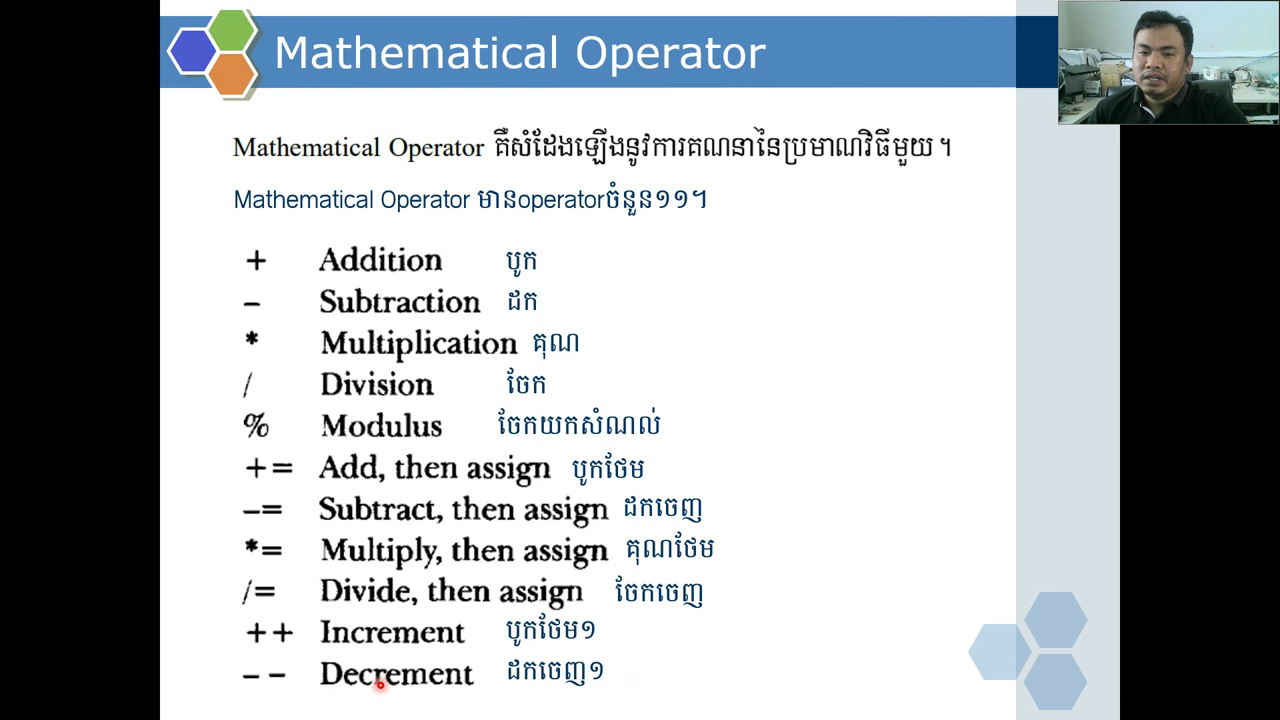 Mathematical Operator
Mathematical Operator គឺសំដែងឡើងនូវការគណនានៃប្រមាណវិធីមួយ។
Mathematical Operator មានoperatorចំនួន១១។
+ Addition បូក
– Subtraction ដក
* Multiplication គុណ
/ Division ចែក
% Modulus ចែកយកសំណល់
+= Add, then assign បូកថែម
–= Subtract, then assign ដកចេញ
*= Multiply, then assign គុណថែម
/= Divide, then assign ចែកចេញ
++ Increment បូកថែម១
–– Decrement ដកចេញ១